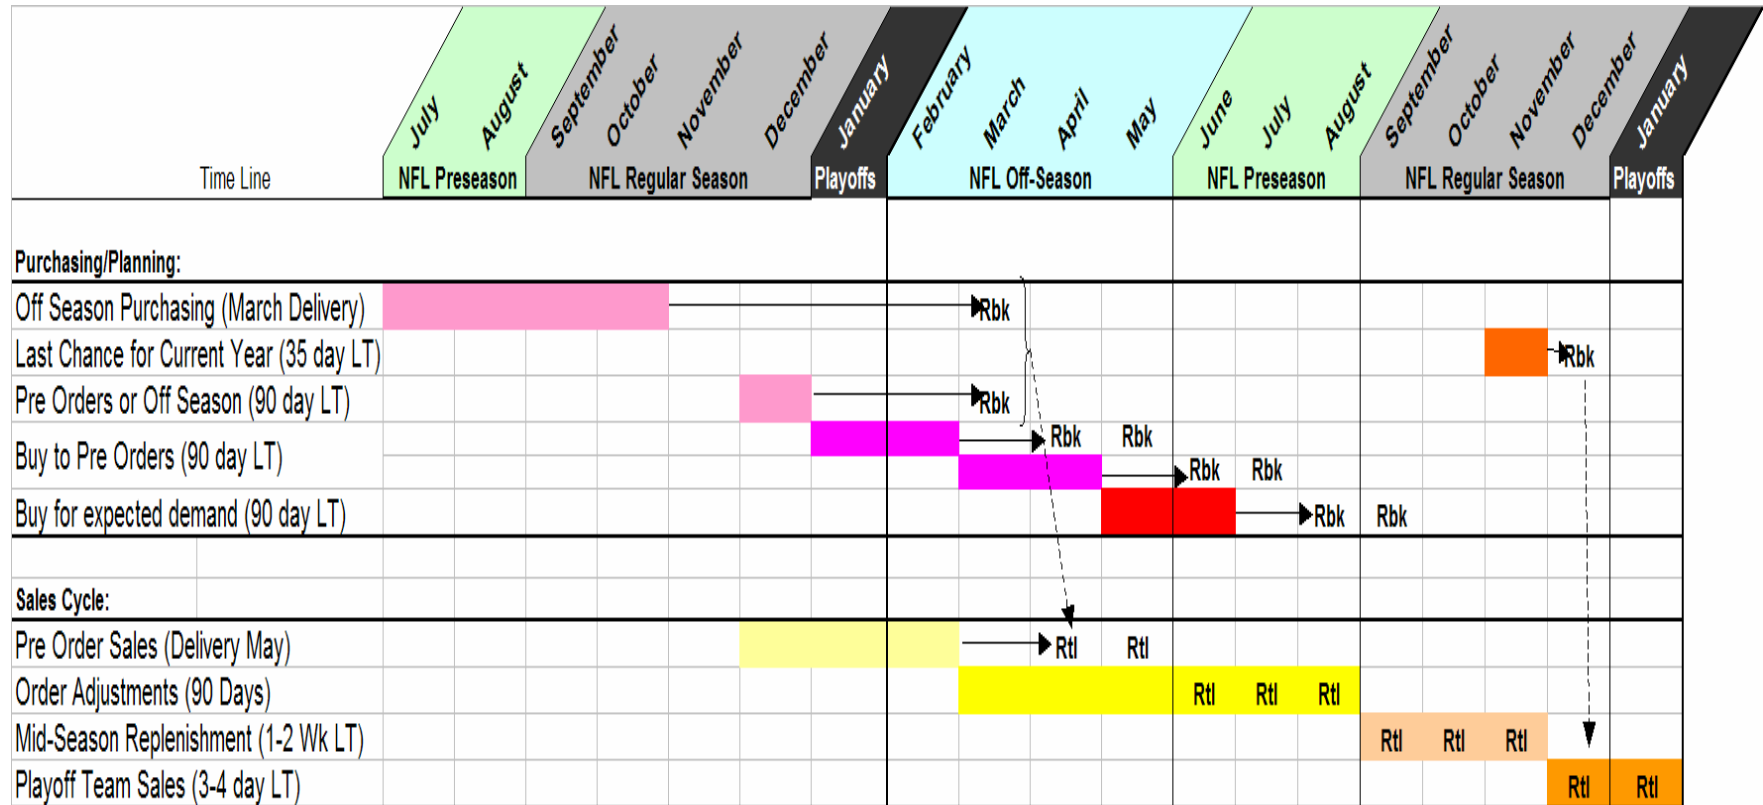 July August September October November December January February March April May June July August September October November December January
Time Line NFL Preseason NFL Regular Season Playoffs NFL Off-Season NFL Preseason NFL Regular Season Playoffs
Purchasing/Planning:
Off Season Purchasing (March Delivery) Rbk
Last Chance for Current Year (35 day LT) Rbk
Pre Orders or Off Season (90 day LT) Rbk
Rbk Rbk
Buy to Pre Orders (90 day LT)
Rbk Rbk
Buy for expected demand (90 day LT) Rbk Rbk
Sales Cycle:
Pre Order Sales (Delivery May) Rtl Rtl
Order Adjustments (90 Days) Rtl Rtl Rtl
Mid-Season Replenishment (1-2 Wk LT) Rtl Rtl Rtl
Playoff Team Sales (3-4 day LT) Rtl Rtl